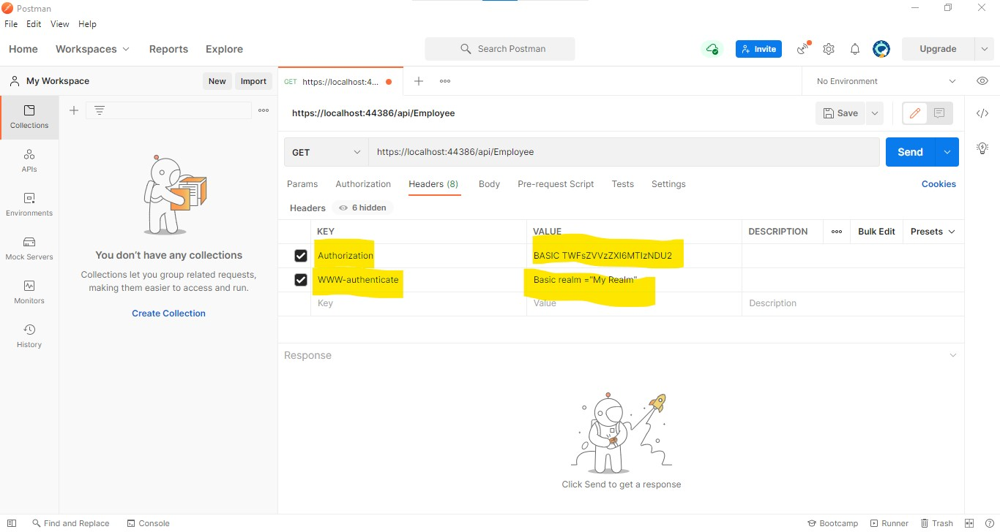 Postman
File Edit View Help
Home Workspaces Reports Explore Search Postman Invite Upgrade
My Workspace New Import GET https://localhost:4... No Environment
Collections
APIs
Environments
Mock Servers
Monitors
History
You don't have any collections
Collections let you group related requests,
making them easier to access and run.
Create Collection
https://localhost:44386/api/Employee Save
GET https://localhost:44386/api/Employee Send
Params Authorization Headers (8) Body Pre-request Script Tests Settings Cookies
Headers 6 hidden
KEY VALUE DESCRIPTION Bulk Edit Presets
Authorization BASIC TWFsZVVzZXI6MTIzNDU2
WWW-authenticate Basic realm ="My Realm"
Key Value Description
Response
Click Send to get a response
Find and Replace Console Bootcamp Runner Trash